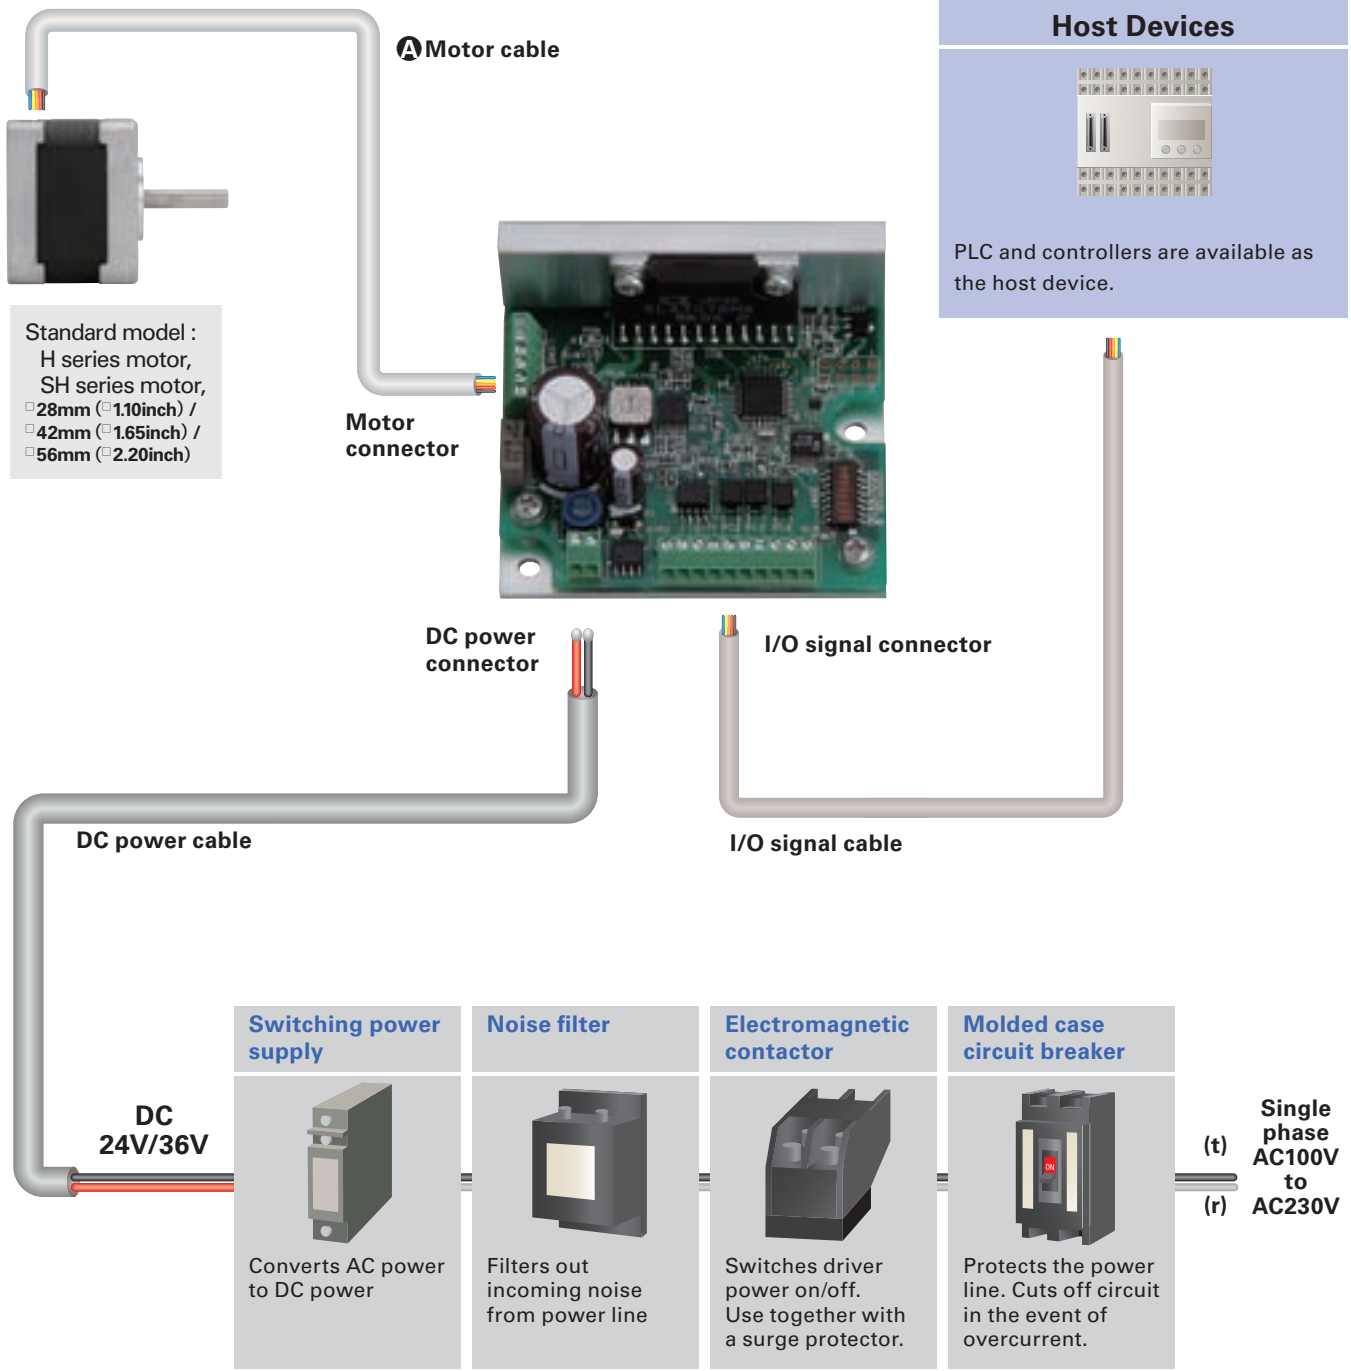 Host Devices
ⒶMotor cable
PLC and controllers are available as
the host device.
Standard model :
H series motor,
SH series motor,
□28mm (□1.10inch) /
□42mm (□1.65inch) /
□56mm (□2.20inch)
Motor
connector
DC power
connector
I/O signal connector
DC power cable
I/O signal cable
Switching power
supply
Noise filter
Electromagnetic
contactor
Molded case
circuit breaker
DC
24V/36V
ON
(t)
(r)
Single
phase
AC100V
to
AC230V
Converts AC power
to DC power
Filters out
incoming noise
from power line
Switches driver
power on/off.
Use together with
a surge protector.
Protects the power
line. Cuts off circuit
in the event of
overcurrent.